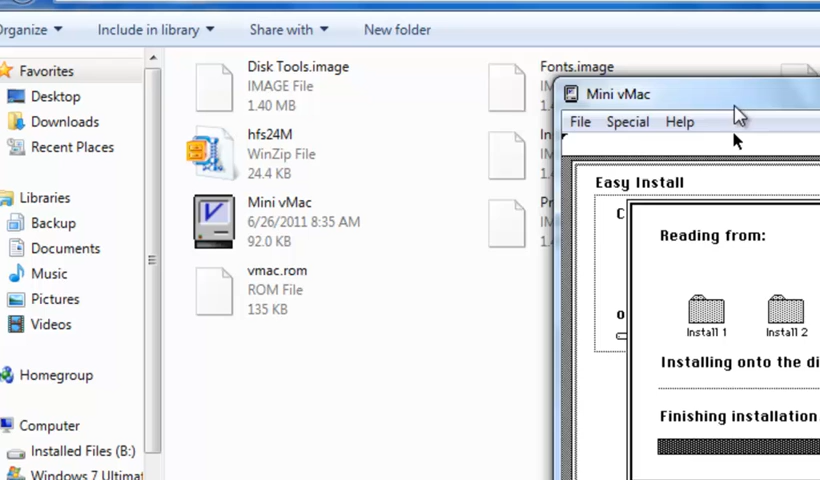 Organize Include in library Share with New folder
Favorites
Desktop
Downloads
Recent Places
Libraries
Backup
Documents
Music
Pictures
Videos
Homegroup
Computer
Installed Files (B:)
Disk Tools.image
IMAGE File
1.40 MB
hfs24M
WinZip File
24.4 KB
Mini vMac
6/26/2011 8:35 AM
92.0 KB
vmac.rom
ROM File
135 KB
Fonts.image
Mini vMac
File Special Help
Easy Install
Reading from:
Install 1 Install 2
Installing onto the
Finishing installation